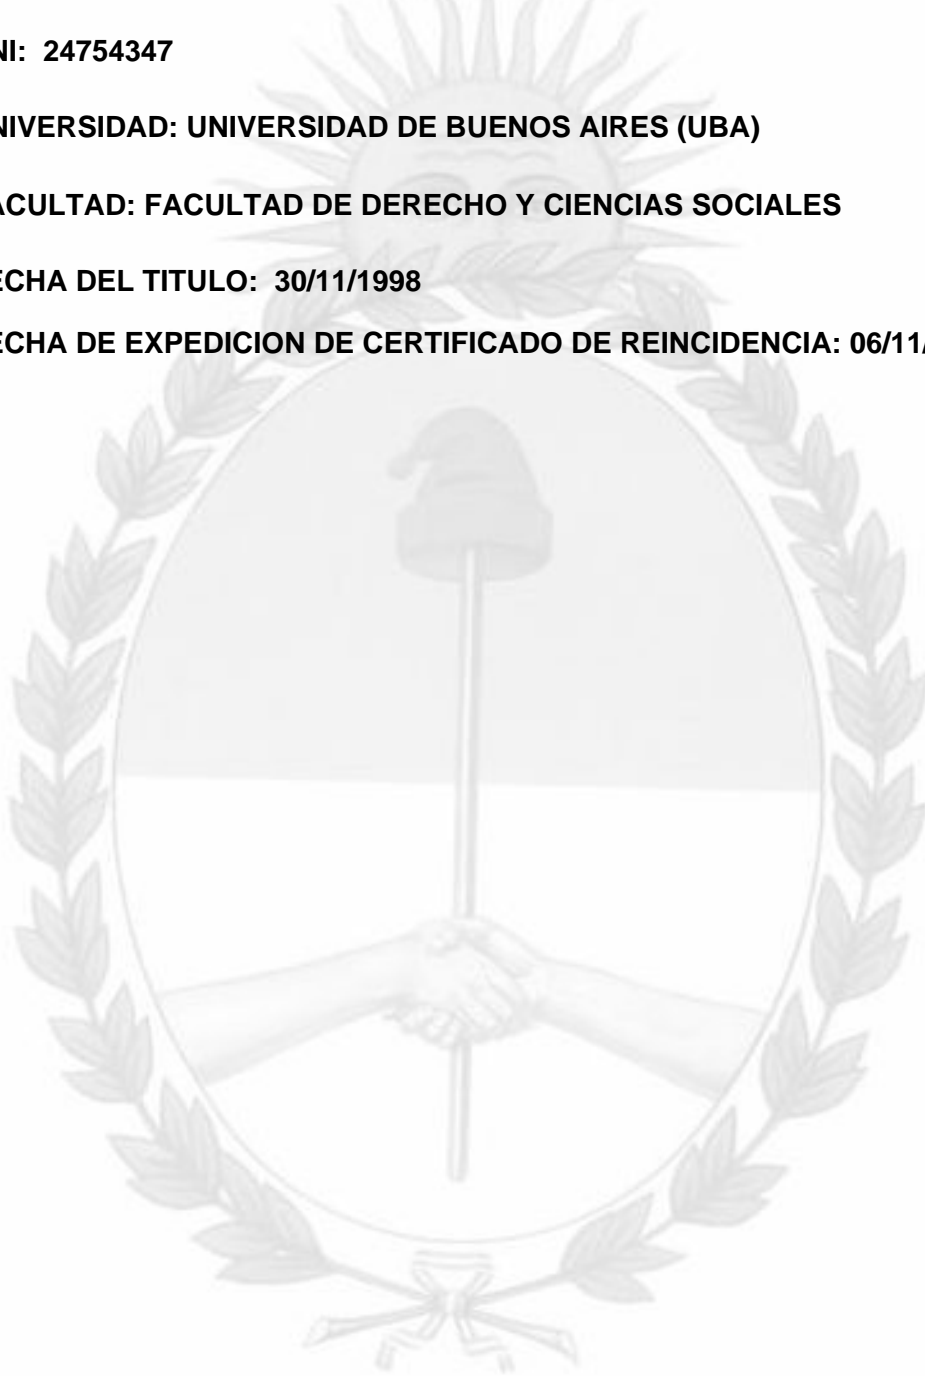 NI: 24754347
NIVERSIDAD: UNIVERSIDAD DE BUENOS AIRES (UBA)
ACULTAD: FACULTAD DE DERECHO Y CIENCIAS SOCIALES
ECHA DEL TITULO: 30/11/1998
ECHA DE EXPEDICION DE CERTIFICADO DE REINCIDENCIA: 06/11/